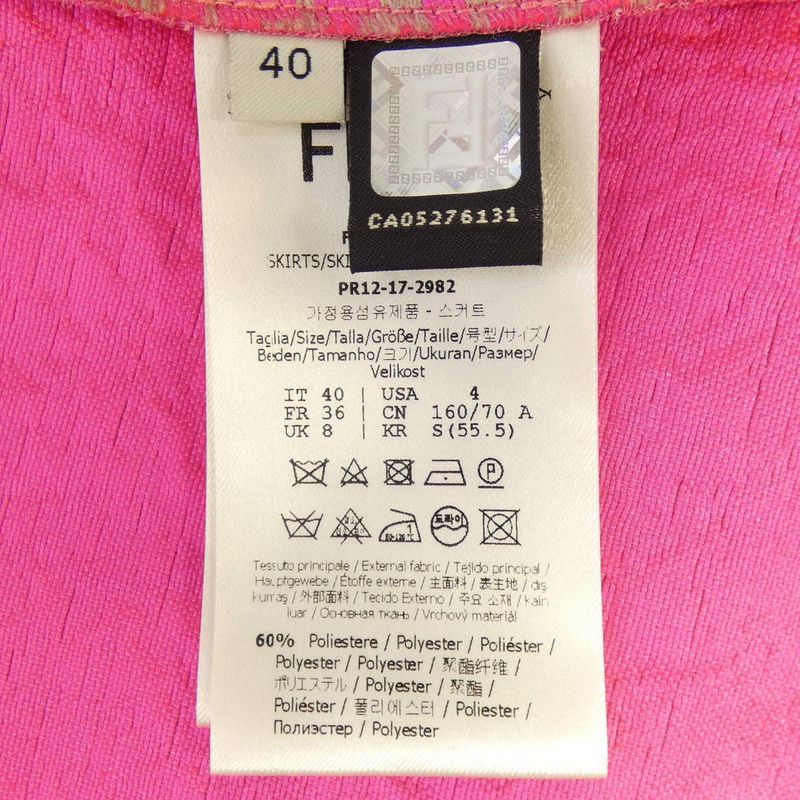 40
F
CA05276131
SKIRTS/SKI
PR12-17-2982
가정용섬유제품 - 스커트
Taglia/Size/Talla/Größe/Taille/号型/サイズ/
Beden/Tamanho/크기/Ukuran/Размер/
Velikost
IT 40 | USA 4
FR 36 | CN 160/70 A
UK 8 | KR S(55.5)
P
1 드라이
Tessuto principale / External fabric / Tejido principal /
Hauptgewebe / Étoffe externe / 主面料 / 表生地 / dış
kumaş / 外部面料 / Tecido Externo / 주요 소재 / kain
luar / Основная ткань / Vrchový materiál
60% Poliestere / Polyester / Poliéster /
Polyester / Polyester / 聚酯纤维 /
ポリエステル / Polyester / 聚酯 /
Poliéster / 폴리에스터 / Poliester /
Полиэстер / Polyester